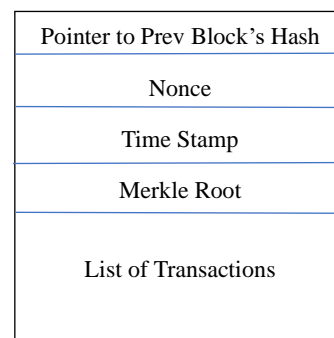 Pointer to Prev Block’s Hash
Nonce
Time Stamp
Merkle Root
List of Transactions